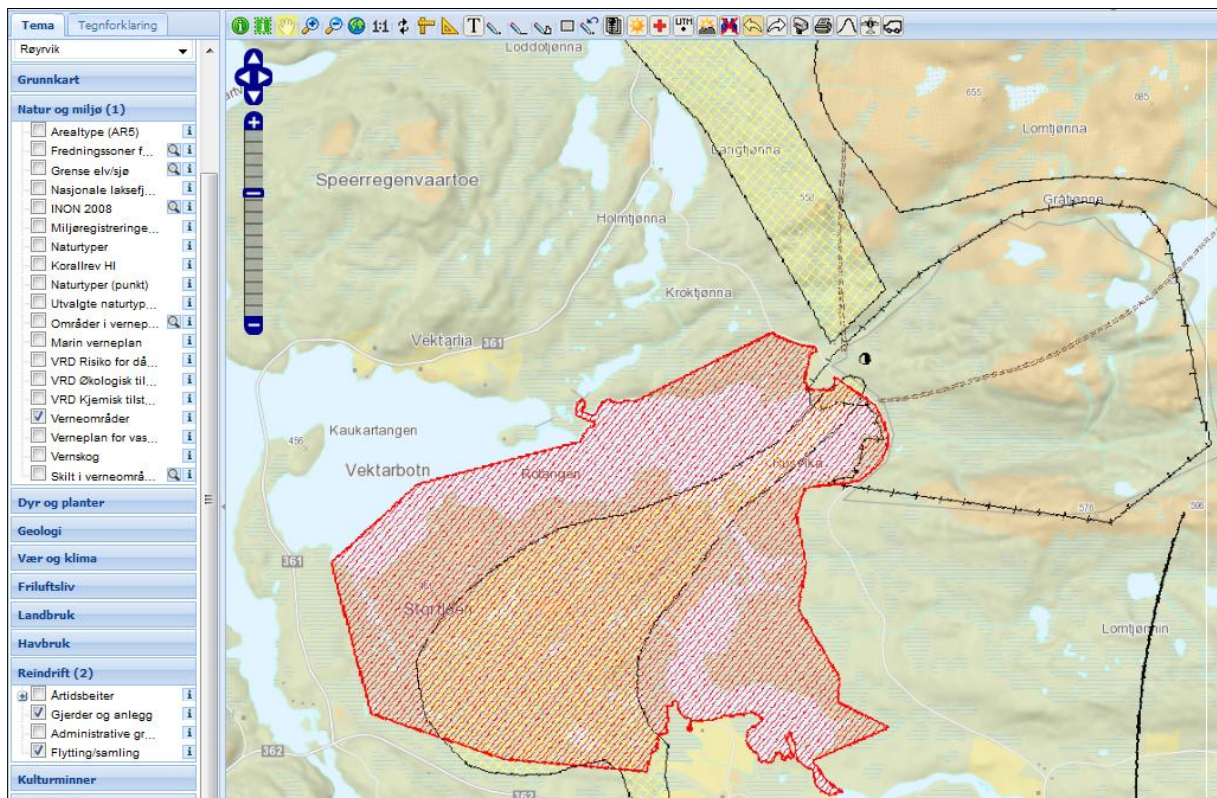 Tema
Tegnforklaring
Røyrvik
Grunnkart
Natur og miljø (1)
Arealtype (AR5)
Fredningssoner f...
Grense elv/sjø
Nasjonale laksefj...
INON 2008
Miljøregistreringe...
Naturtyper
Korallrev HI
Naturtyper (punkt)
Utvalgte naturtyp...
Områder i vernep...
Marin verneplan
VRD Risiko for då...
VRD Økologisk til...
VRD Kjemisk tilst...
Verneområder
Verneplan for vas...
Vernskog
Skilt i verneområ...
Dyr og planter
Geologi
Vær og klima
Friluftsliv
Landbruk
Havbruk
Reindrift (2)
Årtidsbeiter
Gjerder og anlegg
Administrative gr...
Flytting/samling
Kulturminner
1:1
T
UTM
Loddotjønna
655
685
Lomtjønna
Langtjønna
Speerregenvaartoe
558
Gråtjønna
Holmtjønna
Kroktjønna
Vektarlia
361
Kaukartangen
456
Vektarbotn
Rotangen
576
596
361
Lomtjønnin
362
362